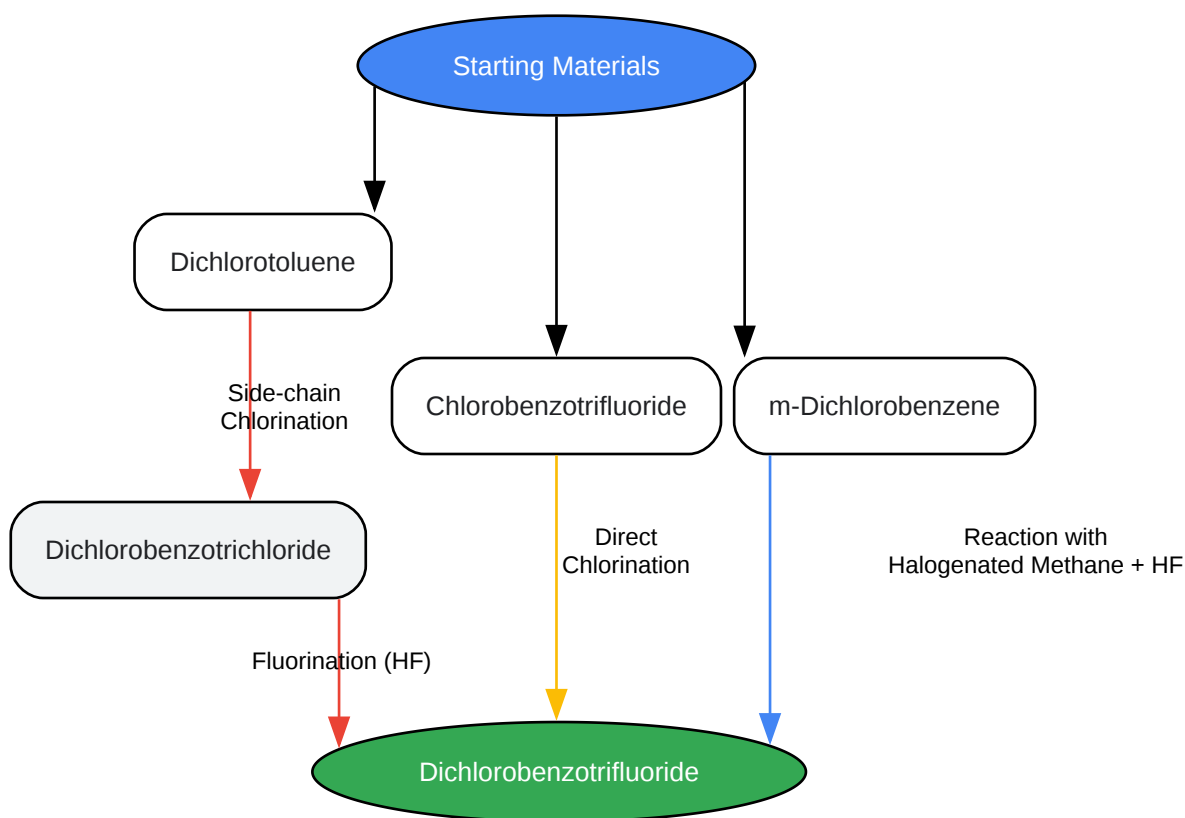 Starting Materials
Dichlorotoluene
Chlorobenzotrifluoride
m-Dichlorobenzene
Side-chain
Chlorination
Dichlorobenzotrichloride
Direct
Chlorination
Reaction with
Halogenated Methane + HF
Fluorination (HF)
Dichlorobenzotrifluoride